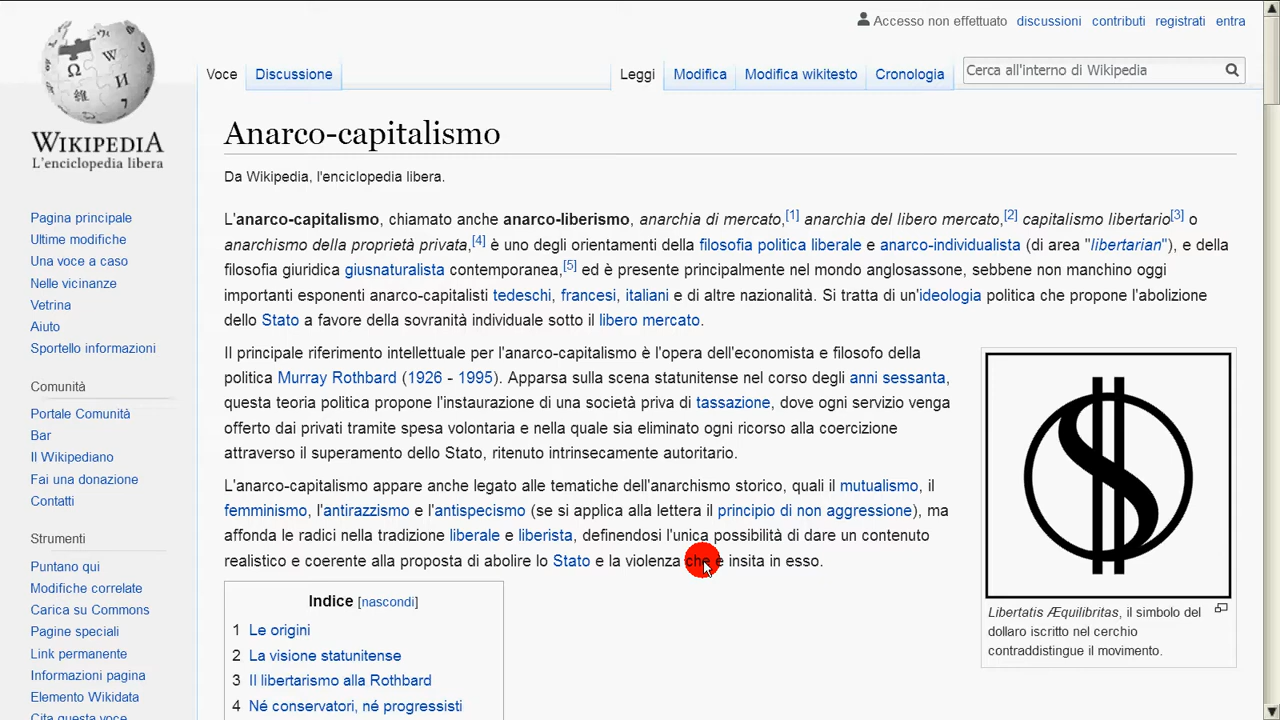 Accesso non effettuato discussioni contributi registrati entra
Voce Discussione Leggi Modifica Modifica wikitesto Cronologia Cerca all'interno di Wikipedia
WIKIPEDIA
L'enciclopedia libera
Pagina principale
Ultime modifiche
Una voce a caso
Nelle vicinanze
Vetrina
Aiuto
Sportello informazioni
Comunità
Portale Comunità
Bar
Il Wikipediano
Fai una donazione
Contatti
Strumenti
Puntano qui
Modifiche correlate
Carica su Commons
Pagine speciali
Link permanente
Informazioni pagina
Elemento Wikidata
Cita questa voce
Anarco-capitalismo
Da Wikipedia, l'enciclopedia libera.
L'anarco-capitalismo, chiamato anche anarco-liberismo, anarchia di mercato,[1] anarchia del libero mercato,[2] capitalismo libertario[3] o
anarchismo della proprietà privata,[4] è uno degli orientamenti della filosofia politica liberale e anarco-individualista (di area "libertarian"), e della
filosofia giuridica giusnaturalista contemporanea,[5] ed è presente principalmente nel mondo anglosassone, sebbene non manchino oggi
importanti esponenti anarco-capitalisti tedeschi, francesi, italiani e di altre nazionalità. Si tratta di un'ideologia politica che propone l'abolizione
dello Stato a favore della sovranità individuale sotto il libero mercato.
Il principale riferimento intellettuale per l'anarco-capitalismo è l'opera dell'economista e filosofo della
politica Murray Rothbard (1926 - 1995). Apparsa sulla scena statunitense nel corso degli anni sessanta,
questa teoria politica propone l'instaurazione di una società priva di tassazione, dove ogni servizio venga
offerto dai privati tramite spesa volontaria e nella quale sia eliminato ogni ricorso alla coercizione
attraverso il superamento dello Stato, ritenuto intrinsecamente autoritario.
L'anarco-capitalismo appare anche legato alle tematiche dell'anarchismo storico, quali il mutualismo, il
femminismo, l'antirazzismo e l'antispecismo (se si applica alla lettera il principio di non aggressione), ma
affonda le radici nella tradizione liberale e liberista, definendosi l'unica possibilità di dare un contenuto
realistico e coerente alla proposta di abolire lo Stato e la violenza che è insita in esso.
Libertatis Æquilibritas, il simbolo del
dollaro iscritto nel cerchio
contraddistingue il movimento.
Indice [nascondi]
1 Le origini
2 La visione statunitense
3 Il libertarismo alla Rothbard
4 Né conservatori, né progressisti